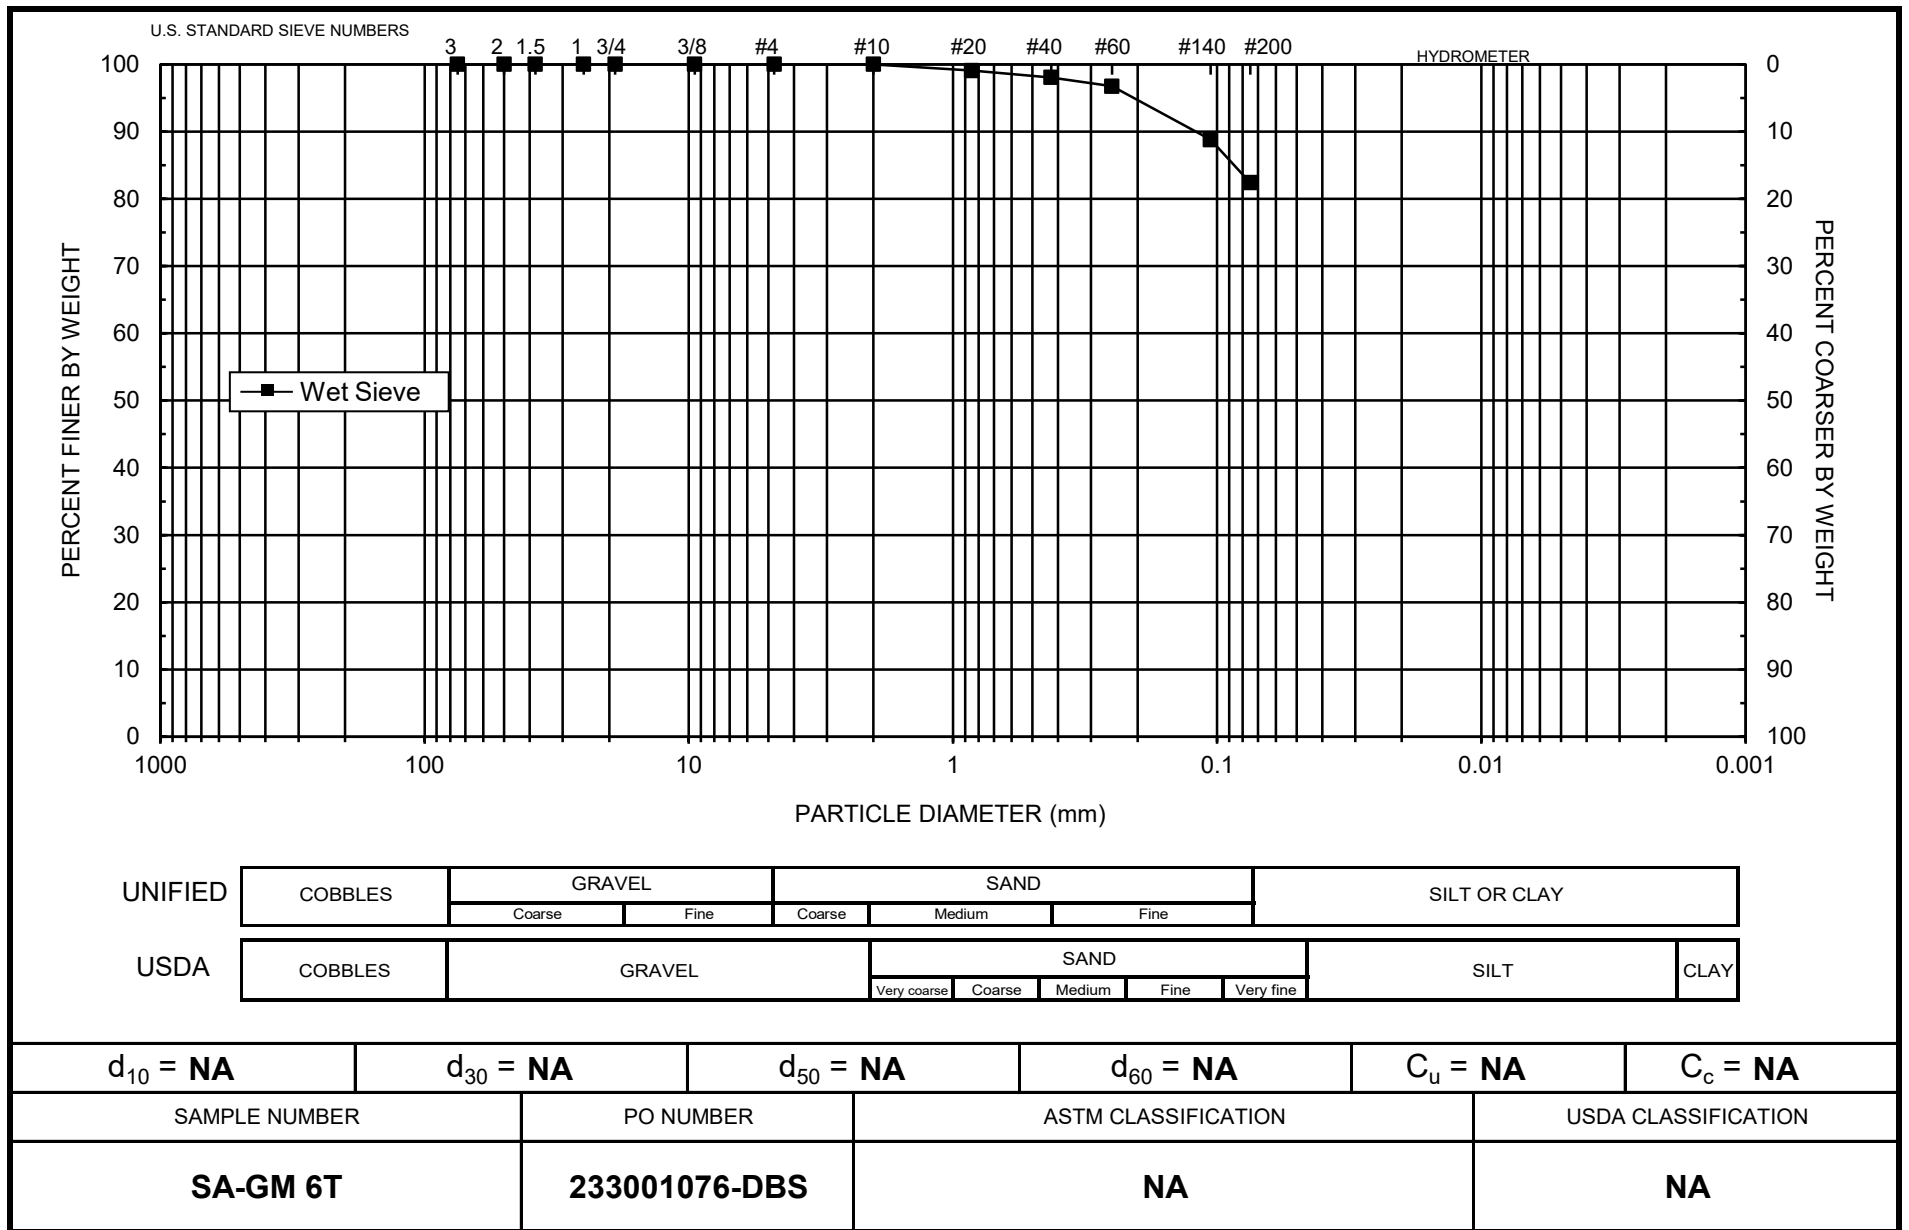 U.S. STANDARD SIEVE NUMBERS
3 2 1.5 1 3/4 3/8 #4 #10 #20 #40 #60 #140 #200
HYDROMETER
100 0
90 10
80 20
70 30
60 40
50 50
40 60
30 70
20 80
10 90
0 100
PERCENT FINER BY WEIGHT
PERCENT COARSER BY WEIGHT
Wet Sieve
1000 100 10 1 0.1 0.01 0.001
PARTICLE DIAMETER (mm)
UNIFIED
COBBLES GRAVEL SAND SILT OR CLAY
Coarse Fine Coarse Medium Fine
USDA
COBBLES GRAVEL SAND SILT CLAY
Very coarse Coarse Medium Fine Very fine
d10 = NA d30 = NA d50 = NA d60 = NA Cu = NA Cc = NA
SAMPLE NUMBER PO NUMBER ASTM CLASSIFICATION USDA CLASSIFICATION
SA-GM 6T 233001076-DBS NA NA